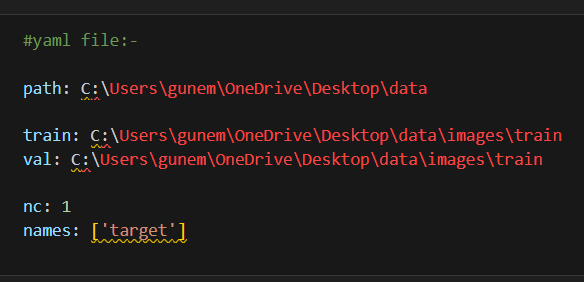 #yaml file:-
path: C:\Users\gunem\OneDrive\Desktop\data
train: C:\Users\gunem\OneDrive\Desktop\data\images\train
val: C:\Users\gunem\OneDrive\Desktop\data\images\train
nc: 1
names: ['target']